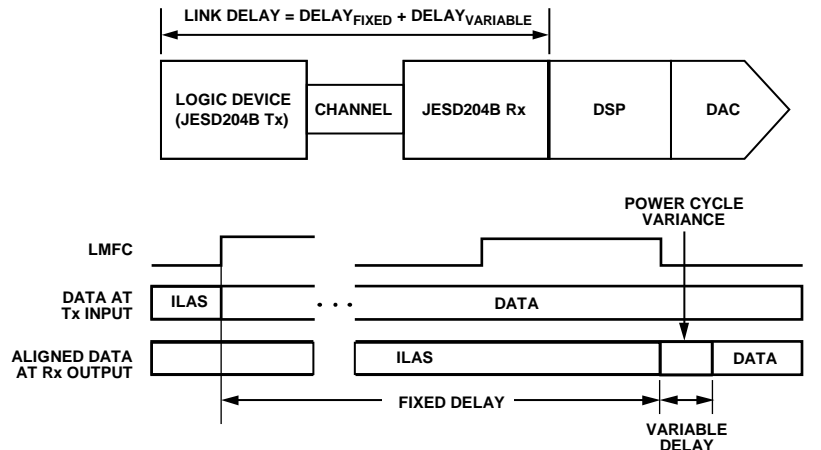 LINK DELAY = DELAYFIXED + DELAYVARIABLE
LOGIC DEVICE
(JESD204B Tx)
CHANNEL
JESD204B Rx
DSP
DAC
POWER CYCLE
VARIANCE
LMFC
DATA AT
Tx INPUT
ILAS
DATA
ALIGNED DATA
AT Rx OUTPUT
ILAS
DATA
FIXED DELAY
VARIABLE
DELAY